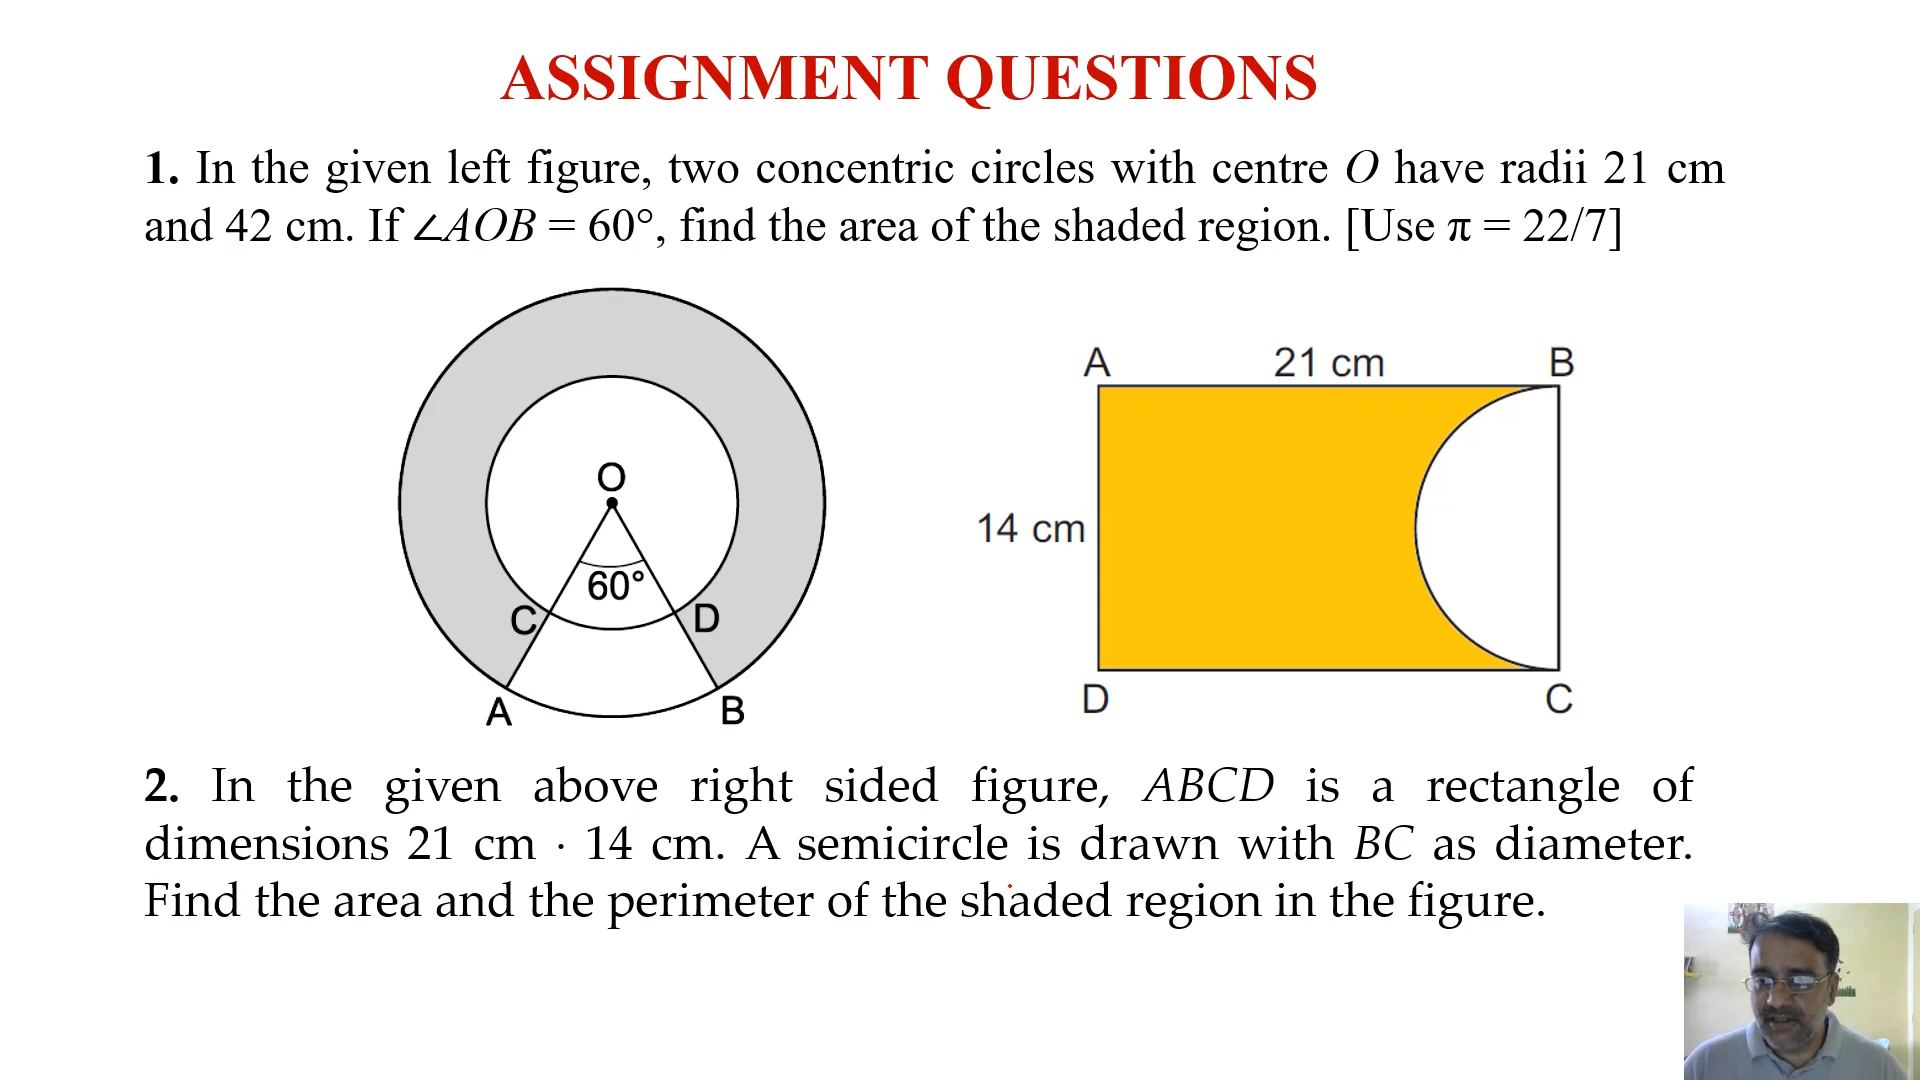 ASSIGNMENT QUESTIONS
1. In the given left figure, two concentric circles with centre O have radii 21 cm
and 42 cm. If ∠AOB = 60°, find the area of the shaded region. [Use π = 22/7]
O
60°
C
D
A
B
A
21 cm
B
14 cm
D
C
2. In the given above right sided figure, ABCD is a rectangle of
dimensions 21 cm · 14 cm. A semicircle is drawn with BC as diameter.
Find the area and the perimeter of the shaded region in the figure.